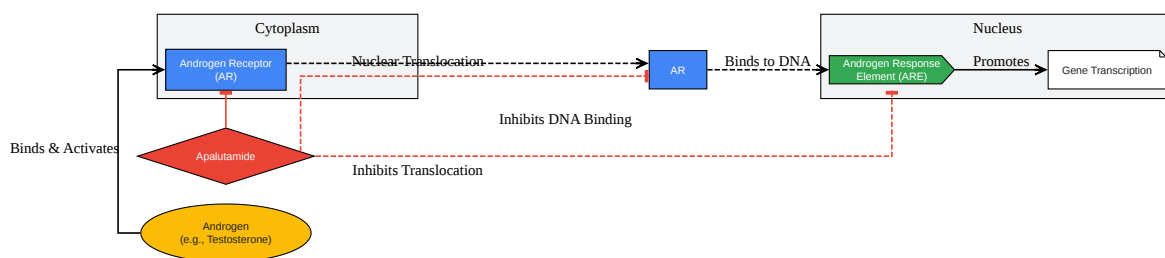 Cytoplasm
Nucleus
Androgen Receptor
(AR)
Nuclear Translocation
AR
Binds to DNA
Androgen Response
Element (ARE)
Promotes
Gene Transcription
Inhibits DNA Binding
Binds & Activates
Apalutamide
Inhibits Translocation
Androgen
(e.g., Testosterone)